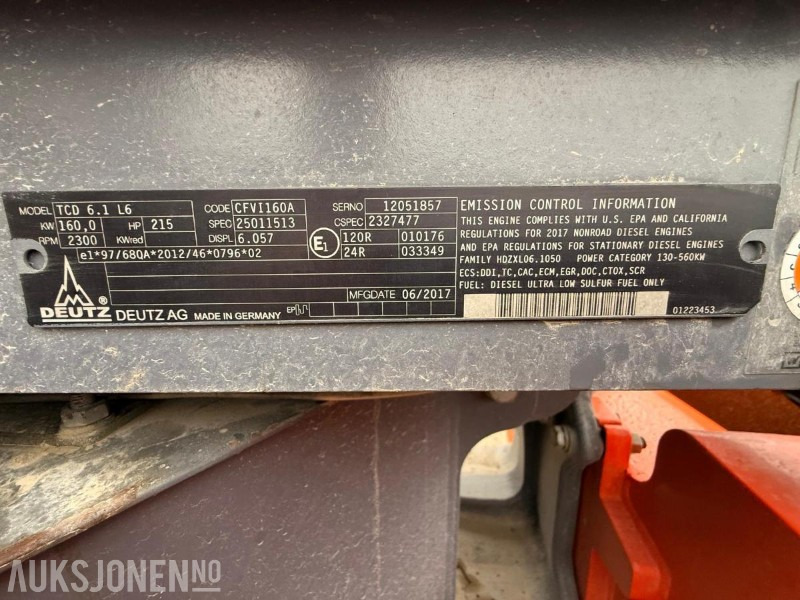 MODEL TCD 6.1 L6 CODE CFVI160A SERNO 12051857
KW 160,0 HP 215 SPEC 25011513 CSPEC 2327477
RPM 2300 KWred DISPL 6.057 E1 120R 010176
e1*97/68QA*2012/46*0796*02 24R 033349
MFGDATE 06/2017
DEUTZ ® DEUTZ AG MADE IN GERMANY EP
EMISSION CONTROL INFORMATION
THIS ENGINE COMPLIES WITH U.S. EPA AND CALIFORNIA
REGULATIONS FOR 2017 NONROAD DIESEL ENGINES
AND EPA REGULATIONS FOR STATIONARY DIESEL ENGINES
FAMILY HDZXL06.1050 POWER CATEGORY 130-560KW
ECS:DDI,TC,CAC,ECM,EGR,DOC,CTOX,SCR
FUEL: DIESEL ULTRA LOW SULFUR FUEL ONLY
01223453
AUKSJONEN.NO